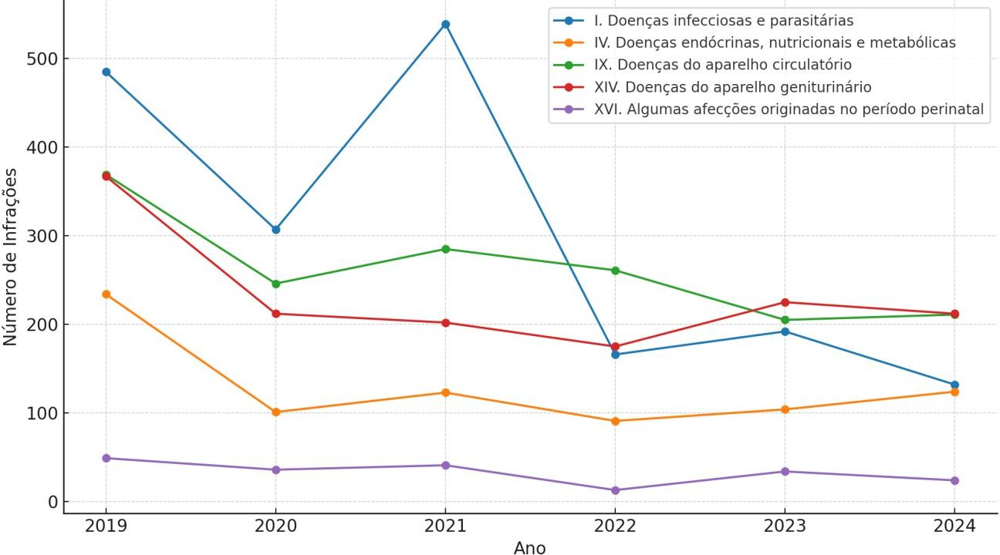 I. Doenças infecciosas e parasitárias
IV. Doenças endócrinas, nutricionais e metabólicas
IX. Doenças do aparelho circulatório
XIV. Doenças do aparelho geniturinário
XVI. Algumas afecções originadas no período perinatal
Número de Infrações
500
400
300
200
100
0
2019 2020 2021 2022 2023 2024
Ano